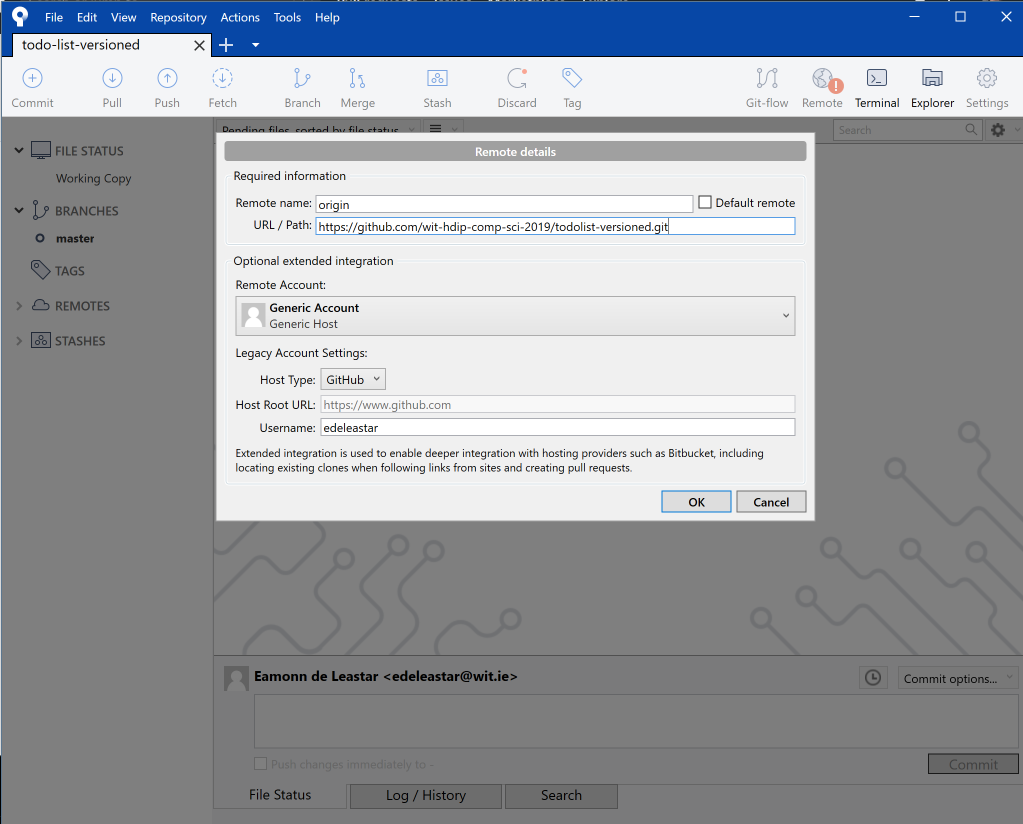 File Edit View Repository Actions Tools Help
todo-list-versioned
Commit Pull Push Fetch Branch Merge Stash Discard Tag Git-flow Remote Terminal Explorer Settings
Pending files, sorted by file status
Search
FILE STATUS
Working Copy
BRANCHES
master
TAGS
REMOTES
STASHES
Remote details
Required information
Remote name: origin Default remote
URL / Path: https://github.com/wit-hdip-comp-sci-2019/todolist-versioned.git
Optional extended integration
Remote Account:
Generic Account
Generic Host
Legacy Account Settings:
Host Type: GitHub
Host Root URL: https://www.github.com
Username: edeleastar
Extended integration is used to enable deeper integration with hosting providers such as Bitbucket, including
locating existing clones when following links from sites and creating pull requests.
OK Cancel
Eamonn de Leastar <edeleastar@wit.ie>
Commit options...
Push changes immediately to -
Commit
File Status Log / History Search